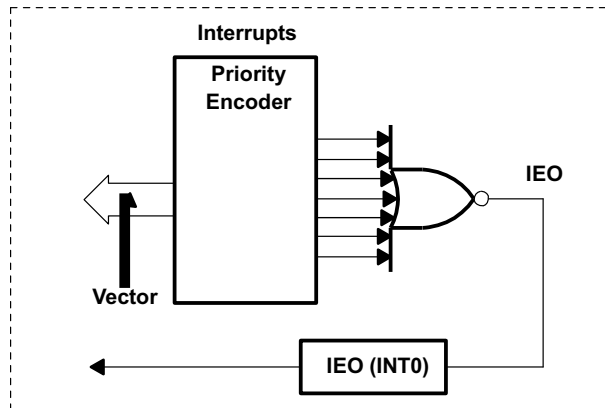 Interrupts
Priority
Encoder
IEO
Vector
IEO (INT0)